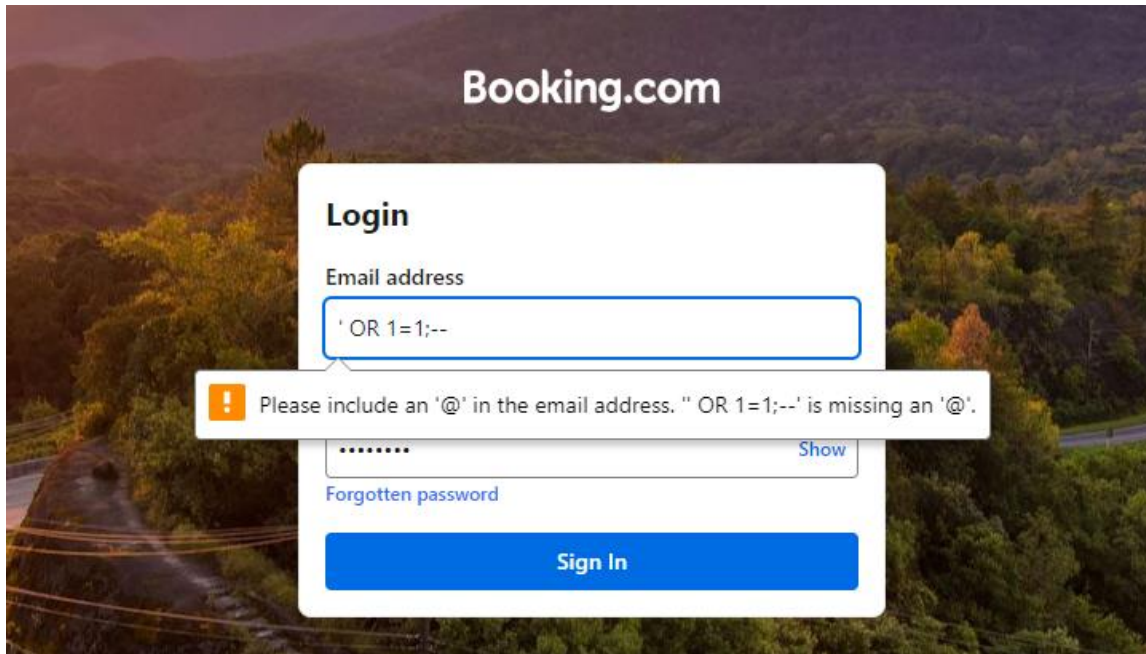 Booking.com
Login
Email address
' OR 1=1;--
Please include an '@' in the email address. '' OR 1=1;--' is missing an '@'.
••••••••
Show
Forgotten password
Sign In